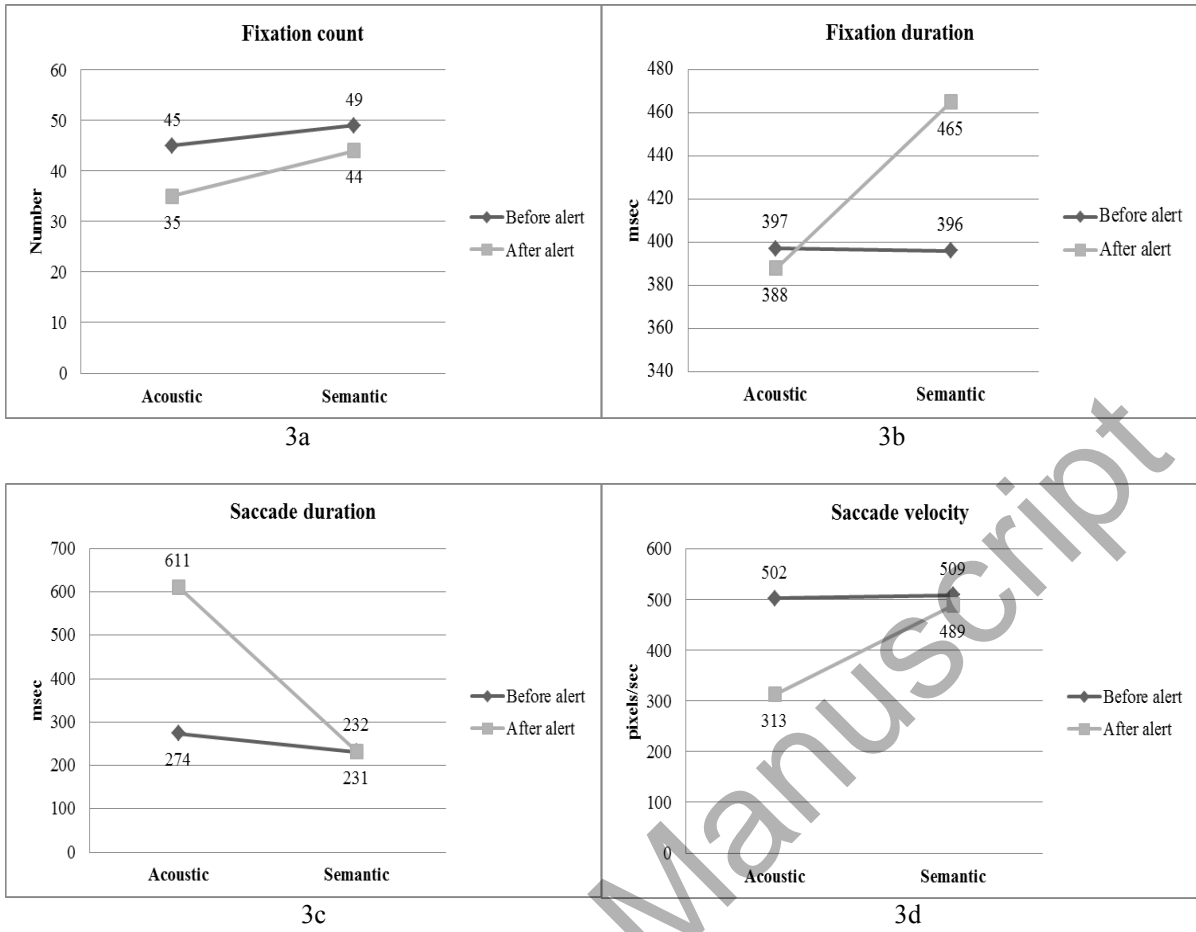 Fixation count
60
50
40
30
20
10
0
Number
45
49
35
44
Acoustic
Semantic
Before alert
After alert
3a
Fixation duration
480
460
440
420
400
380
360
340
msec
397
396
388
465
Acoustic
Semantic
Before alert
After alert
3b
Saccade duration
700
600
500
400
300
200
100
0
msec
611
274
232
231
Acoustic
Semantic
Before alert
After alert
3c
Saccade velocity
600
500
400
300
200
100
0
pixels/sec
502
509
313
489
Acoustic
Semantic
Before alert
After alert
3d
Manuscript